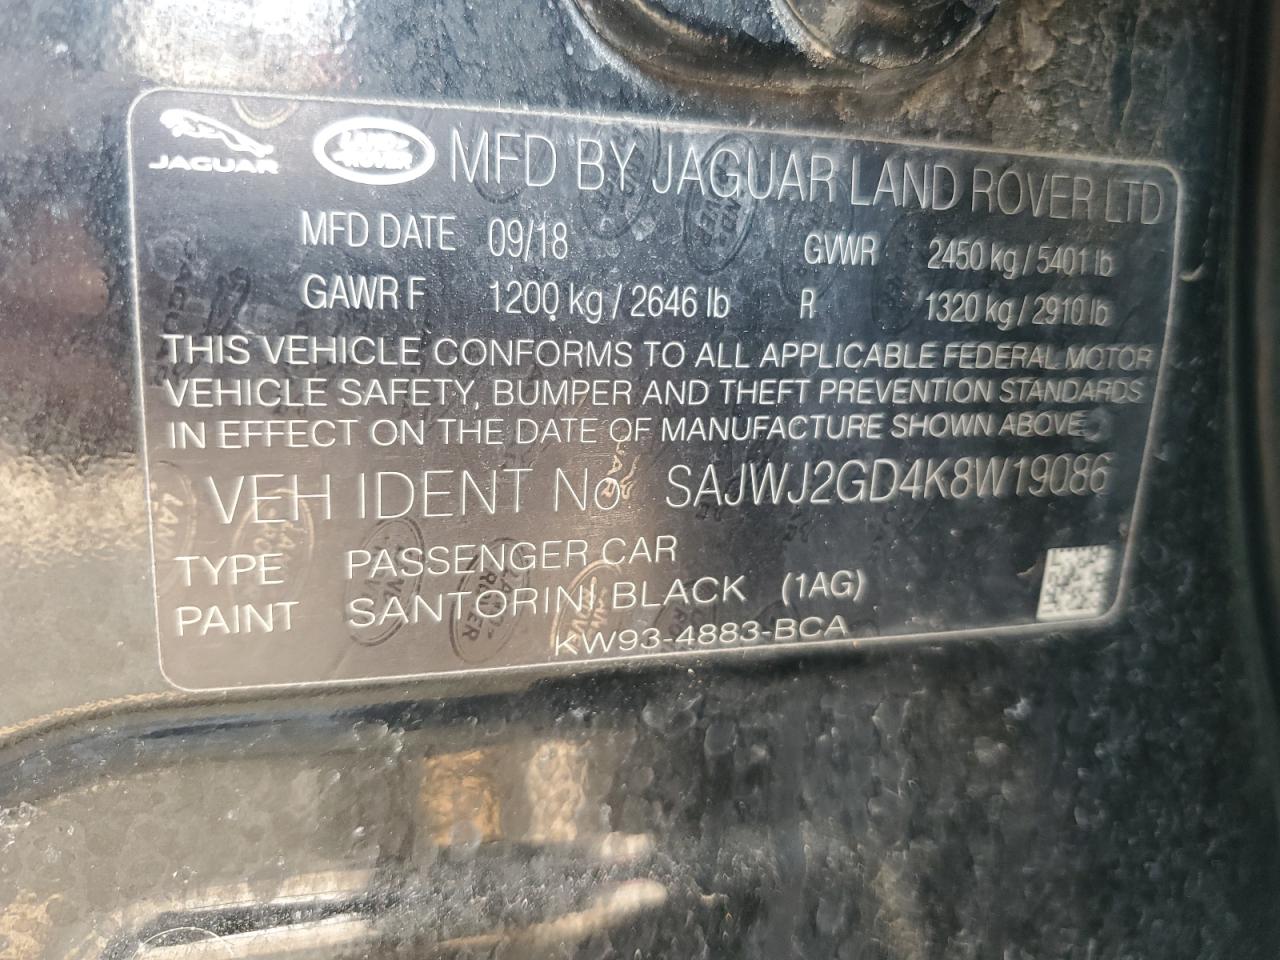 JAGUAR
LAND ROVER
MFD BY JAGUAR LAND ROVER LTD
MFD DATE 09/18 GVWR 2450 kg / 5401 lb
GAWR F 1200 kg / 2646 lb R 1320 kg / 2910 lb
THIS VEHICLE CONFORMS TO ALL APPLICABLE FEDERAL MOTOR
VEHICLE SAFETY, BUMPER AND THEFT PREVENTION STANDARDS
IN EFFECT ON THE DATE OF MANUFACTURE SHOWN ABOVE
VEH IDENT No SAJWJ2GD4K8W19086
TYPE PASSENGER CAR
PAINT SANTORINI BLACK (1AG)
KW93-4883-BCA